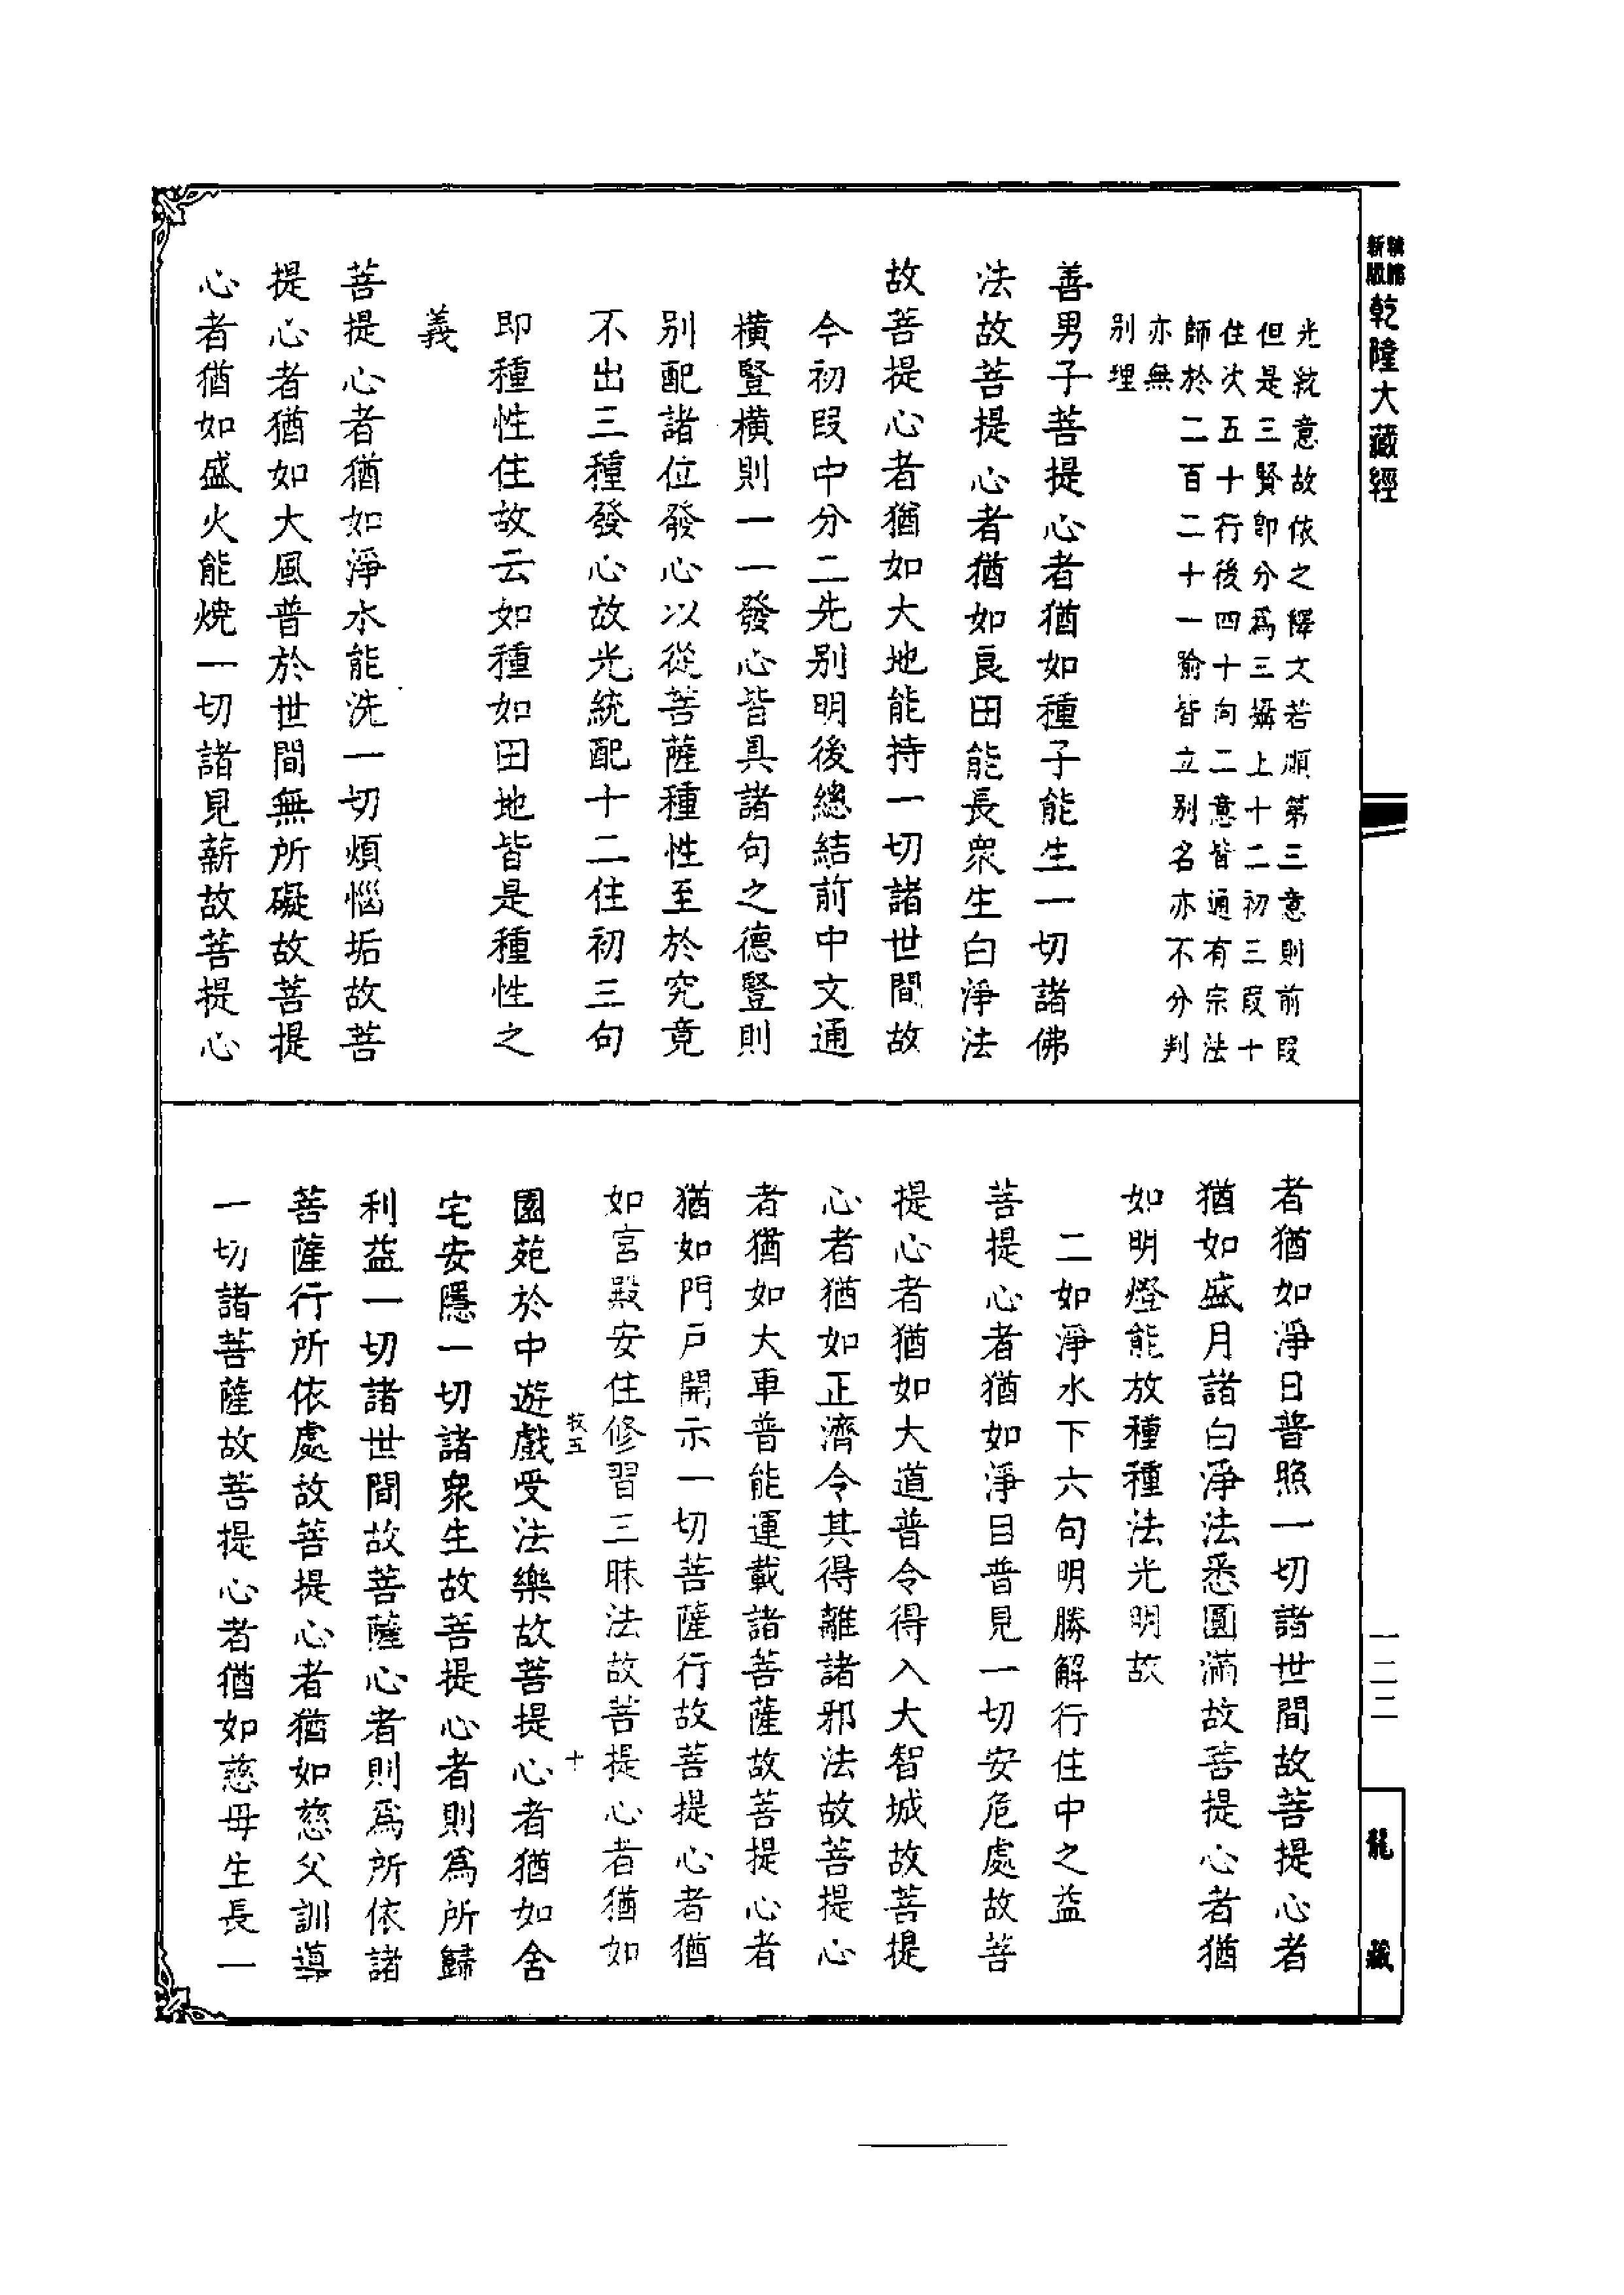 新版
乾隆大藏經
光統意故依之釋文若順第三意則前段
但是三賢即分為三攝上十二初三段十
住次五十行後四十向二意皆通有宗法
師於二百二十一喻皆立别名亦不分判
亦無
别理
善男子菩提心者猶如種子能生一切諸佛
法故菩提心者猶如良田能長衆生白淨法
故菩提心者猶如大地能持一切諸世間故
今初段中分二先别明後總結前中文通
橫豎橫則一一發心皆具諸句之德豎則
别配諸位發心以從菩薩種性至於究竟
不出三種發心故光統配十二住初三句
即種性住故云如種如田地皆是種性之
義
菩提心者猶如淨水能洗一切煩惱垢故菩
提心者猶如大風普於世間無所礙故菩提
心者猶如盛火能燒一切諸見薪故菩提心
者猶如淨日普照一切諸世間故菩提心者
猶如盛月諸白淨法悉圓滿故菩提心者猶
如明燈能放種種法光明故
二如淨水下六句明勝解行住中之益
菩提心者猶如淨目普見一切安危處故菩
提心者猶如大道普令得入大智城故菩提
心者猶如正濟令其得離諸邪法故菩提心
者猶如大車普能運載諸菩薩故菩提心者
猶如門戶開示一切菩薩行故菩提心者猶
如宮殿安住修習三昧法故菩提心者猶如
技五
十
園苑於中遊戲受法樂故菩提心者猶如舍
宅安隱一切諸衆生故菩提心者則爲所歸
利益一切諸世間故菩薩心者則爲所依諸
菩薩行所依處故菩提心者猶如慈父訓導
一切諸菩薩故菩提心者猶如慈母生長一
一二二
龍藏